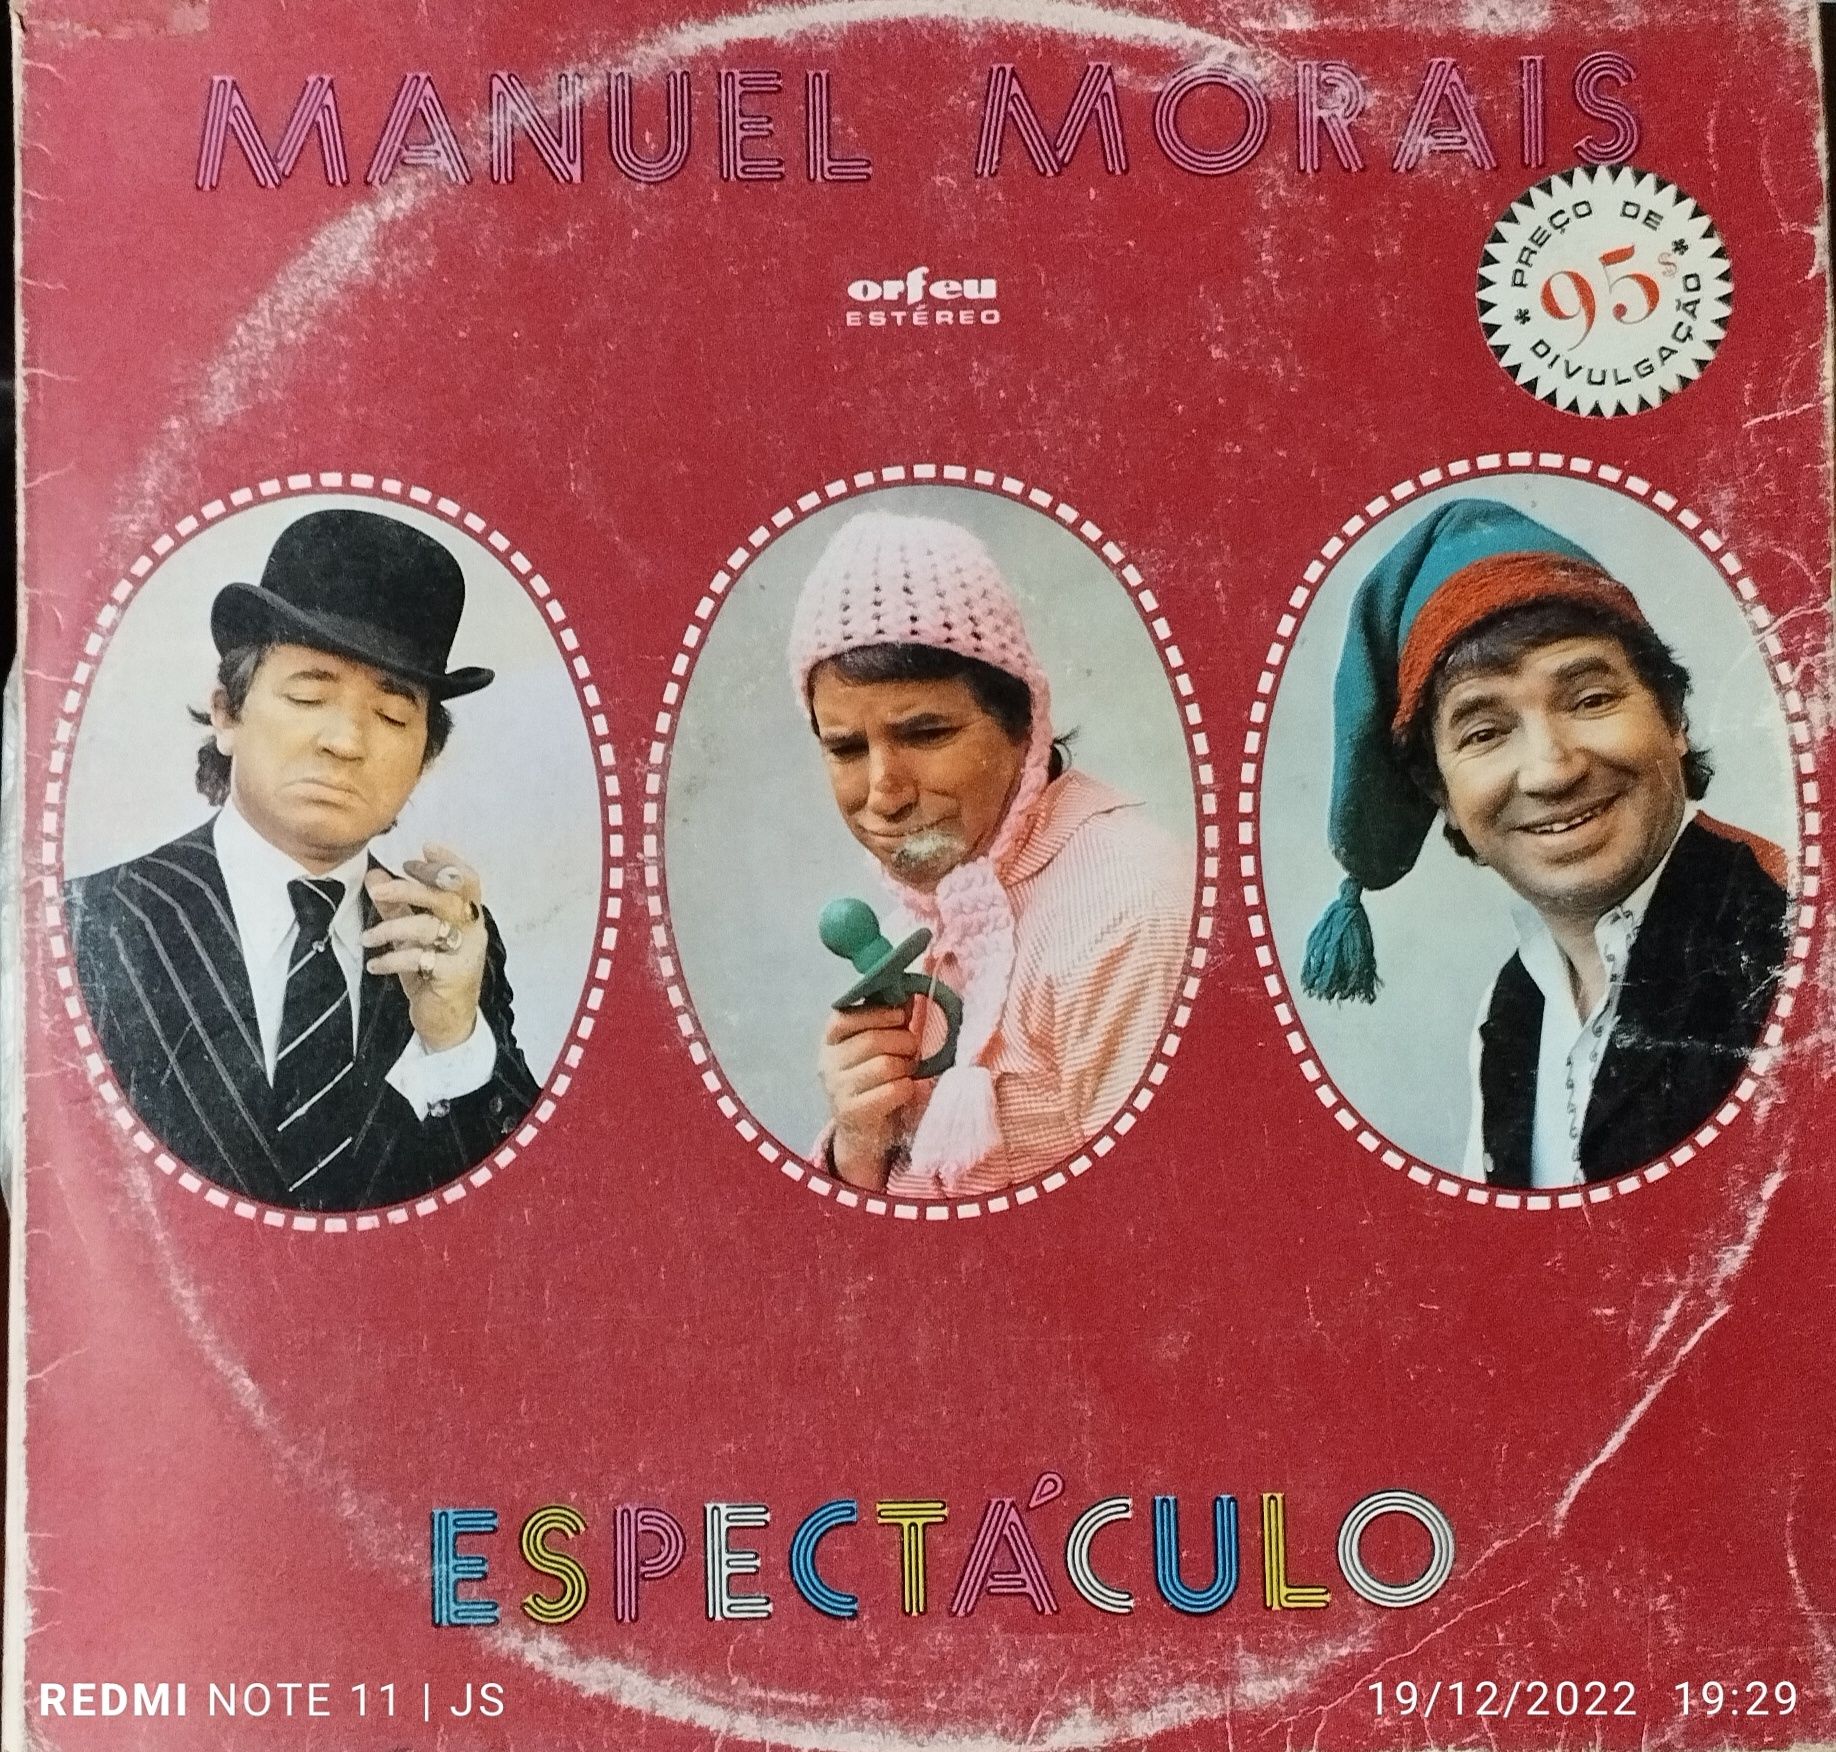 MANUEL MORAIS
orfeu
ESTÉREO
PREÇO DE
95$
DIVULGAÇÃO
ESPECTÁCULO
REDMI NOTE 11 | JS
19/12/2022 19:29